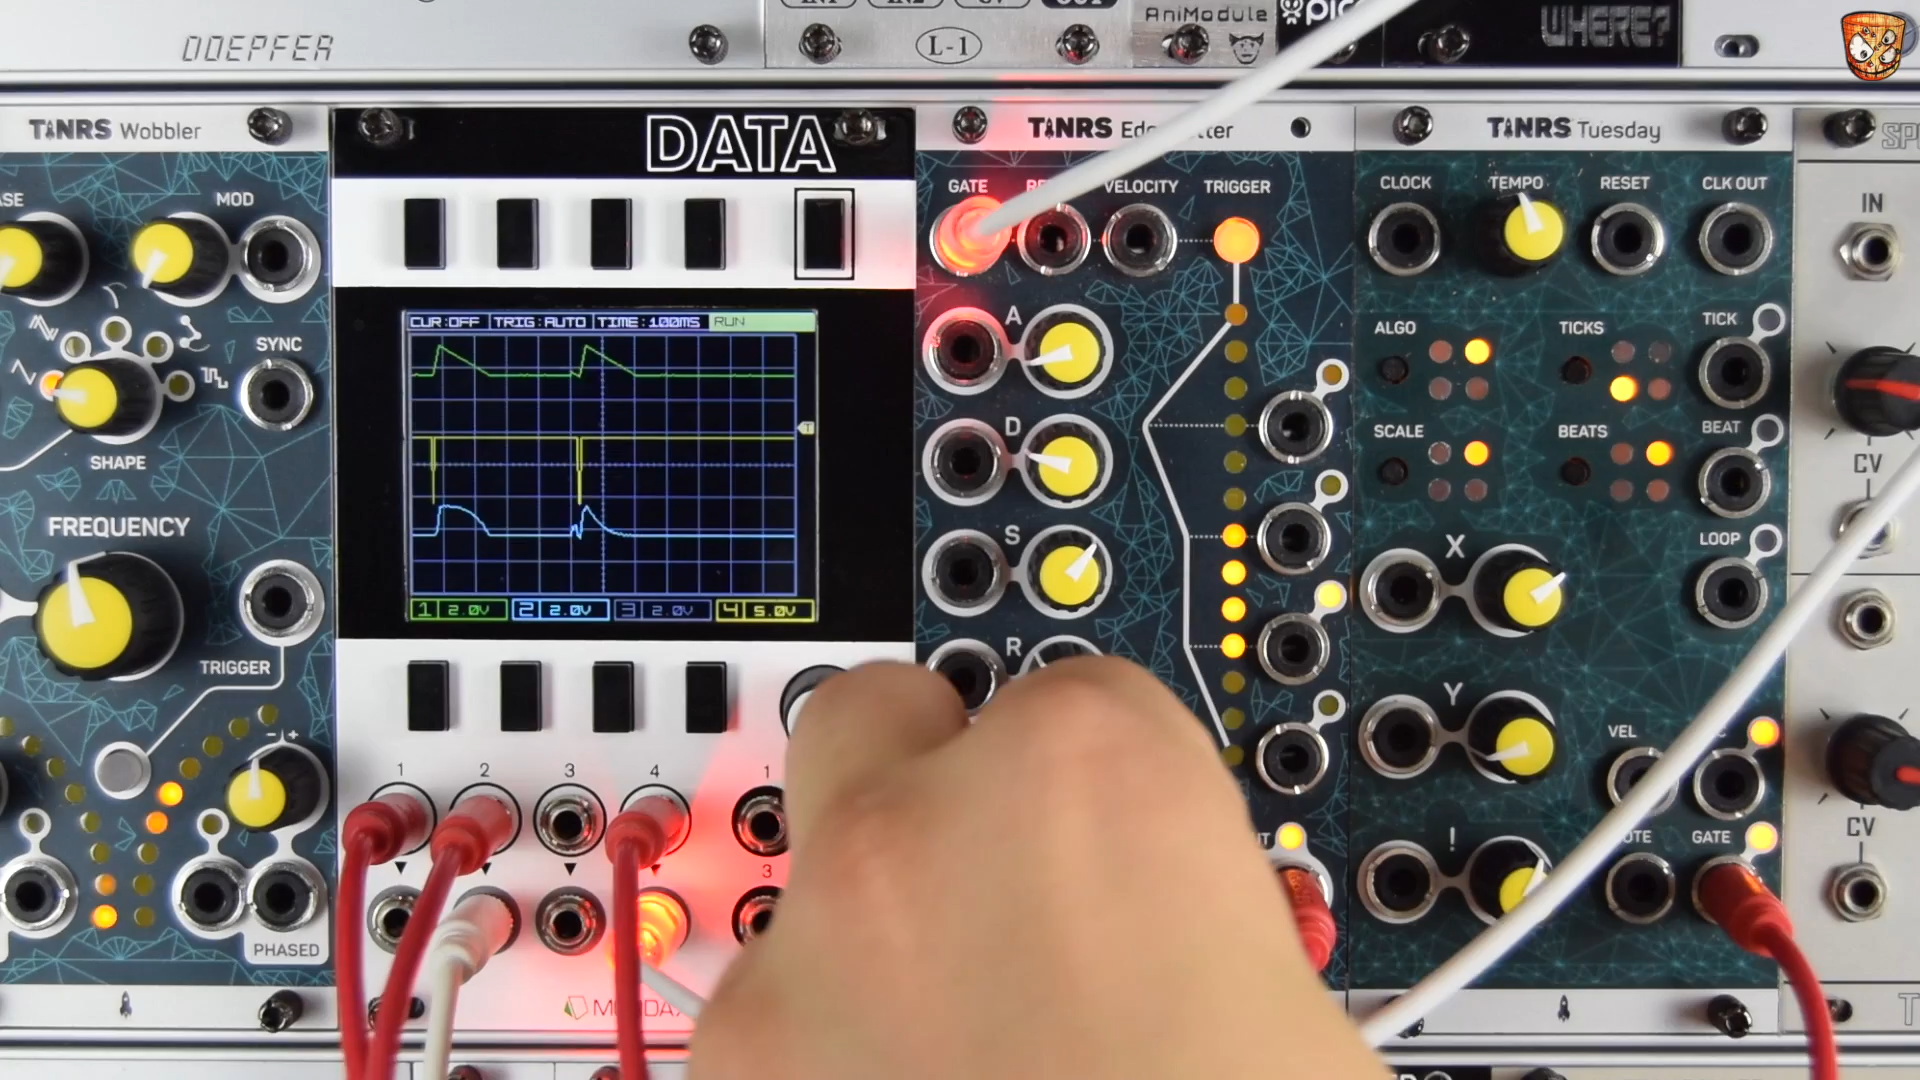 DOEPFER
L-1
AniModule
WHERE?
TINRS Wobbler
DATA
TINRS
TINRS Tuesday
MOD
SYNC
SHAPE
FREQUENCY
TRIGGER
- +
PHASED
CUR:OFF TRIG:AUTO TIME:100MS RUN
T
1 2.0V 2 2.0V 3 2.0V 4 5.0V
1 2 3 4 1
3
GATE VELOCITY TRIGGER
A
D
S
R
CLOCK TEMPO RESET CLK OUT
ALGO TICKS TICK
SCALE BEATS BEAT
X LOOP
Y VEL
! GATE
IN
CV
CV